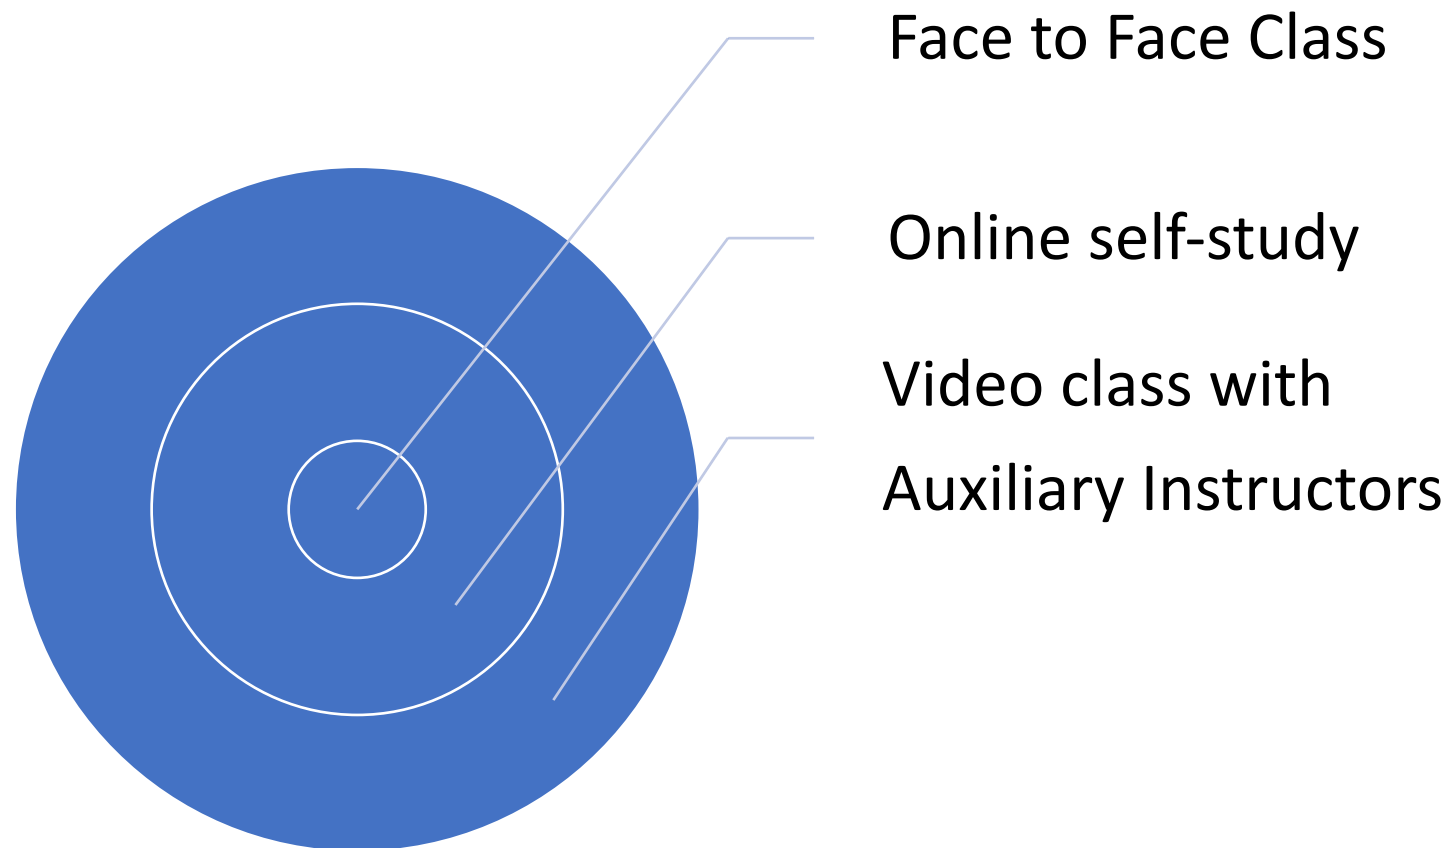 Face to Face Class
Online self-study
Video class with
Auxiliary Instructors